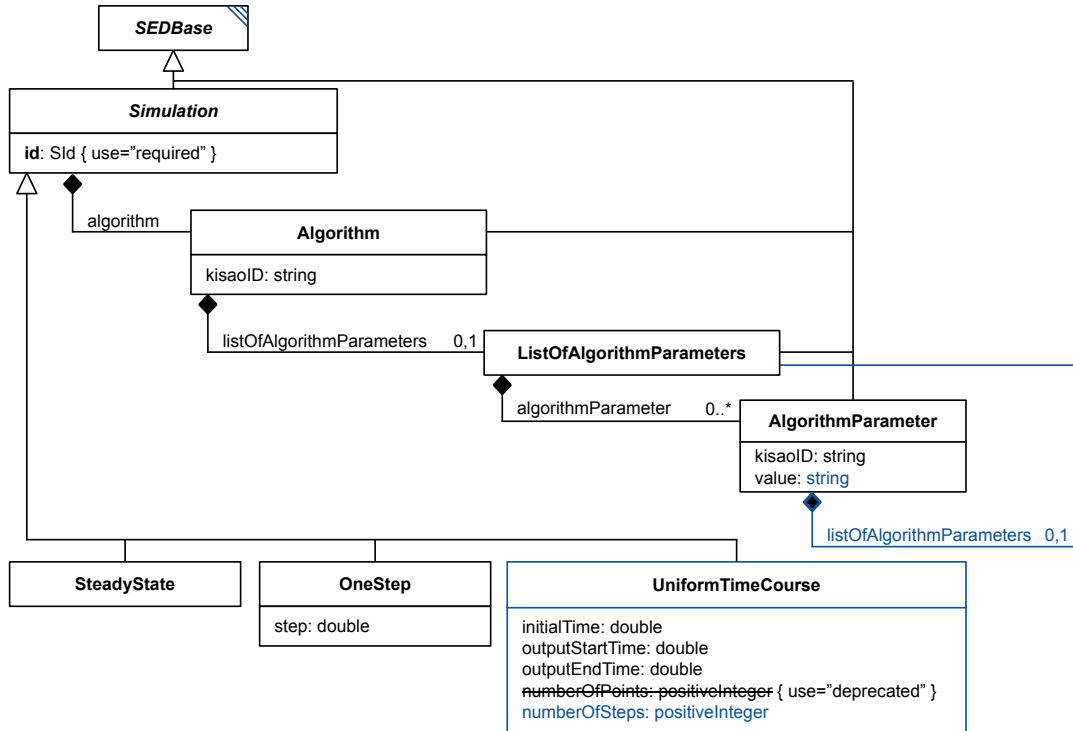 SEDBase
Simulation
id: SId { use=”required” }
algorithm
Algorithm
kisaoID: string
listOfAlgorithmParameters 0,1
ListOfAlgorithmParameters
algorithmParameter 0..*
AlgorithmParameter
kisaoID: string
value: string
listOfAlgorithmParameters 0,1
SteadyState
OneStep
step: double
UniformTimeCourse
initialTime: double
outputStartTime: double
outputEndTime: double
numberOfPoints: positiveInteger { use=”deprecated” }
numberOfSteps: positiveInteger